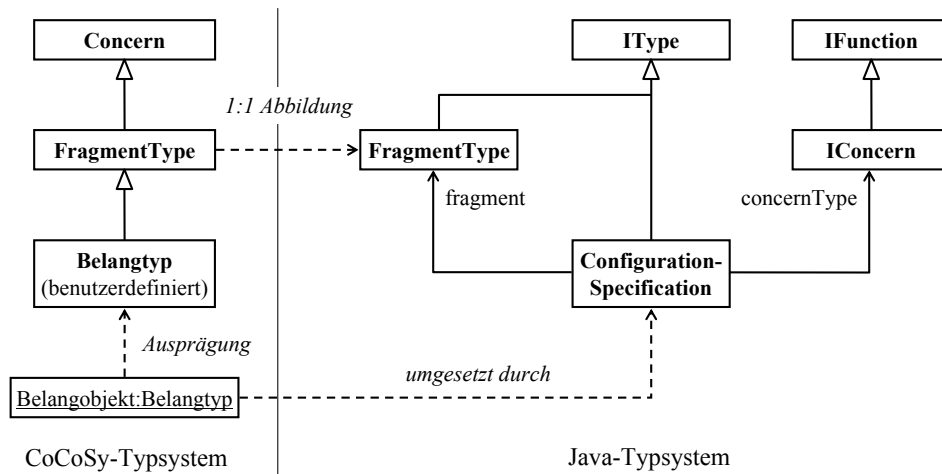 Concern
IType
IFunction
1:1 Abbildung
FragmentType
FragmentType
IConcern
fragment
concernType
Belangtyp
(benutzerdefiniert)
Configuration-
Specification
Ausprägung
umgesetzt durch
Belangobjekt:Belangtyp
CoCoSy-Typsystem
Java-Typsystem